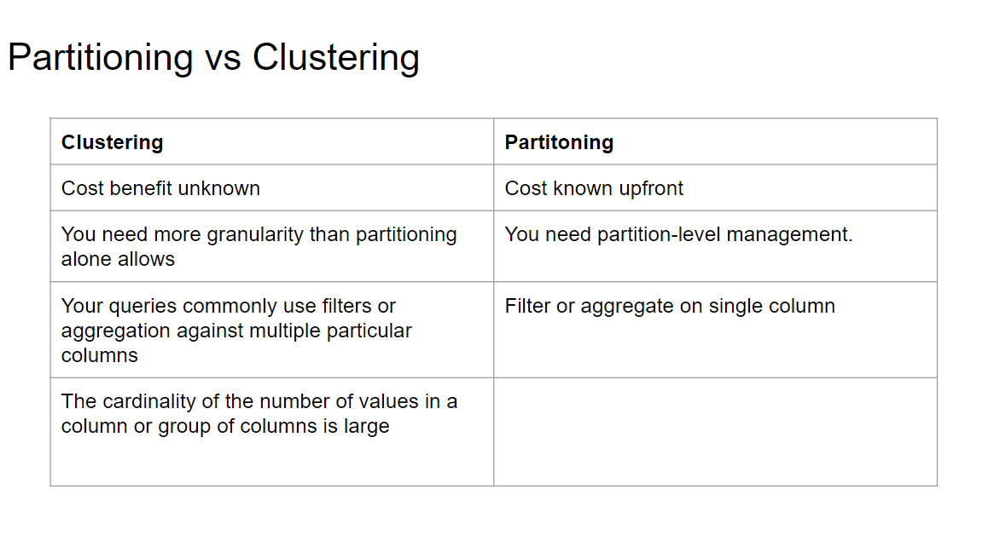 Partitioning vs Clustering
Clustering
Partitoning
Cost benefit unknown
Cost known upfront
You need more granularity than partitioning
alone allows
You need partition-level management.
Your queries commonly use filters or
aggregation against multiple particular
columns
Filter or aggregate on single column
The cardinality of the number of values in a
column or group of columns is large